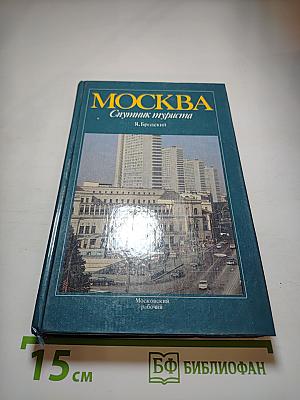 МОСКВА
Спутник туриста
Я. Бродский
Московский
рабочий
15 см
БФ БИБЛИОФАН